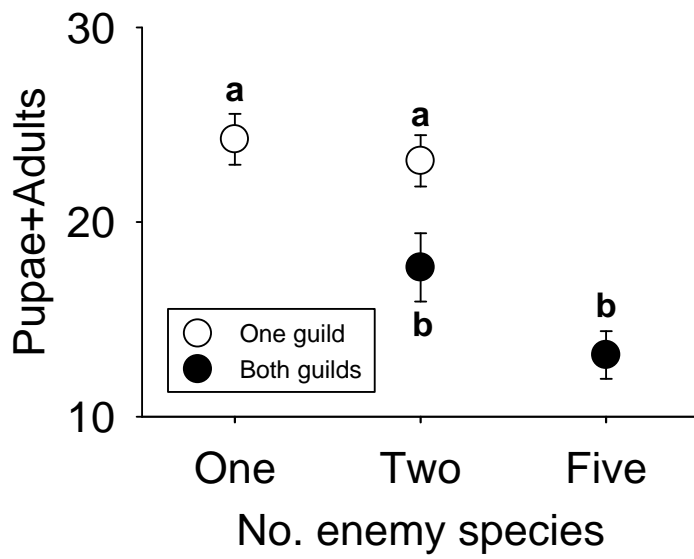 30
a
a
Pupae+Adults
20
b
b
One guild
Both guilds
10
One Two Five
No. enemy species